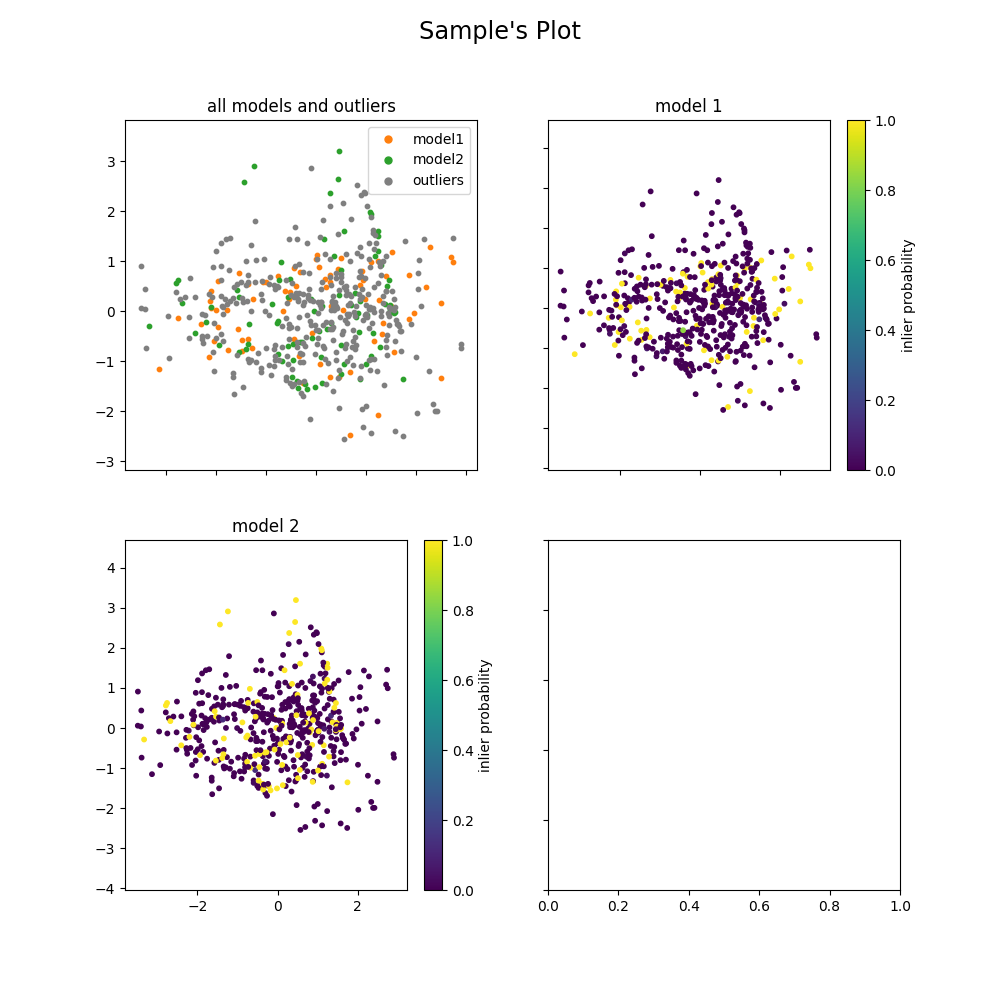 Sample's Plot
all models and outliers
model1
model2
outliers
3
2
1
0
−1
−2
−3
model 1
1.0
0.8
0.6
0.4
0.2
0.0
inlier probability
model 2
4
3
2
1
0
−1
−2
−3
−4
−2 0 2
1.0
0.8
0.6
0.4
0.2
0.0
inlier probability
0.0 0.2 0.4 0.6 0.8 1.0